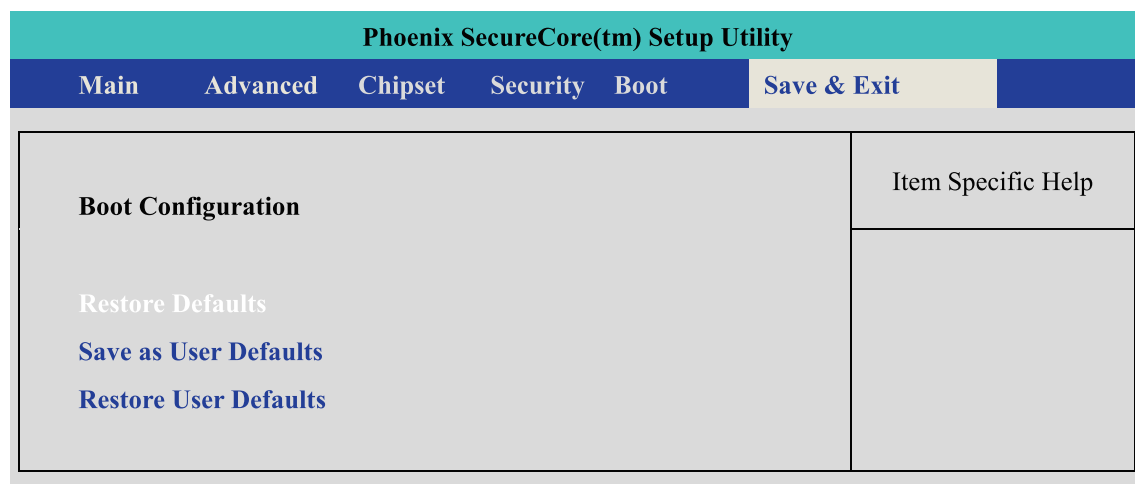 Phoenix SecureCore(tm) Setup Utility
Main Advanced Chipset Security Boot Save & Exit
Boot Configuration
Item Specific Help
Restore Defaults
Save as User Defaults
Restore User Defaults